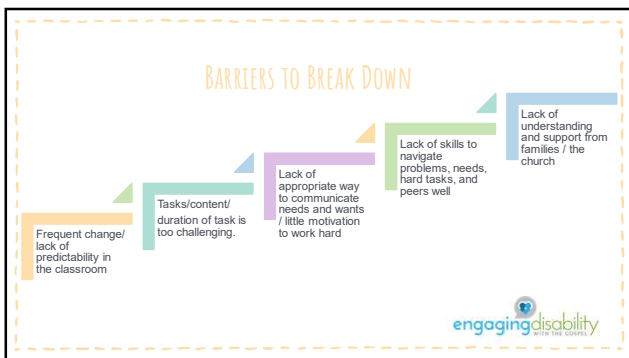 BARRIERS TO BREAK DOWN
Frequent change/
lack of
predictability in
the classroom
Tasks/content/
duration of task is
too challenging.
Lack of
appropriate way
to communicate
needs and wants
/ little motivation
to work hard
Lack of skills to
navigate
problems, needs,
hard tasks, and
peers well
Lack of
understanding
and support from
families / the
church
engagingdisability
WITH THE GOSPEL